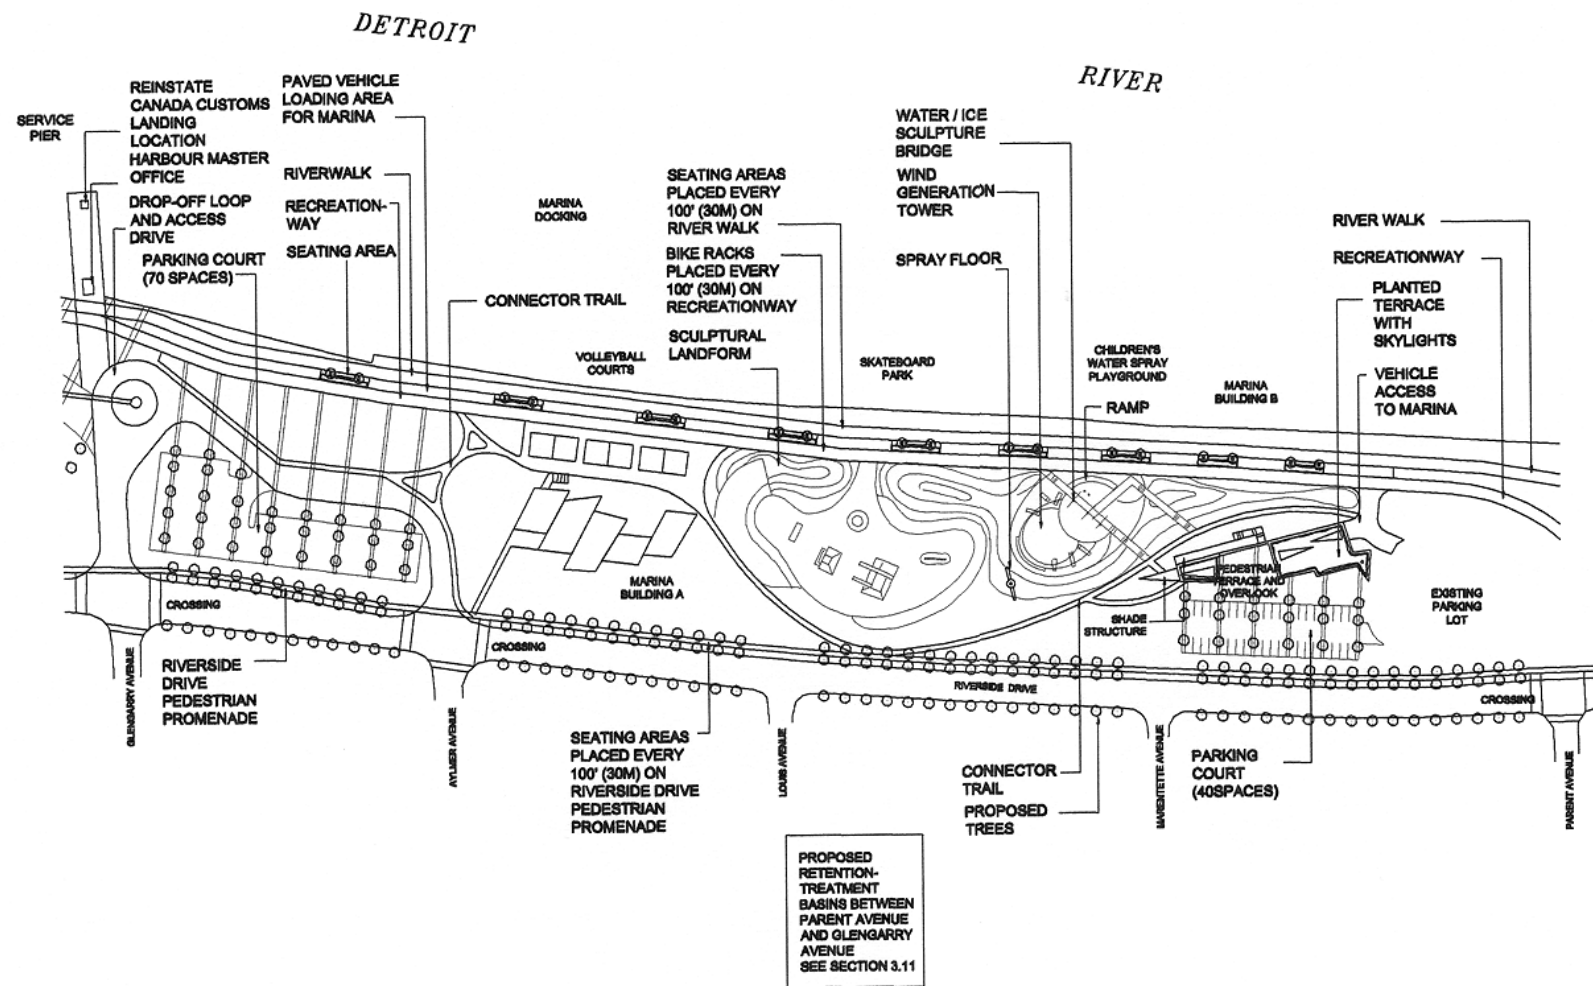 DETROIT
RIVER
SERVICE
PIER
REINSTATE
CANADA CUSTOMS
LANDING
LOCATION
HARBOUR MASTER
OFFICE
DROP-OFF LOOP
AND ACCESS
DRIVE
PARKING COURT
(70 SPACES)
PAVED VEHICLE
LOADING AREA
FOR MARINA
RIVERWALK
RECREATION-
WAY
SEATING AREA
CONNECTOR TRAIL
MARINA
DOCKING
VOLLEYBALL
COURTS
SEATING AREAS
PLACED EVERY
100' (30M) ON
RIVER WALK
BIKE RACKS
PLACED EVERY
100' (30M) ON
RECREATIONWAY
SCULPTURAL
LANDFORM
WATER / ICE
SCULPTURE
BRIDGE
WIND
GENERATION
TOWER
SPRAY FLOOR
SKATEBOARD
PARK
CHILDREN'S
WATER SPRAY
PLAYGROUND
RAMP
MARINA
BUILDING B
RIVER WALK
RECREATIONWAY
PLANTED
TERRACE
WITH
SKYLIGHTS
VEHICLE
ACCESS
TO MARINA
MARINA
BUILDING A
PEDESTRIAN
TERRACE AND
OVERLOOK
SHADE
STRUCTURE
EXISTING
PARKING
LOT
CROSSING
CROSSING
RIVERSIDE DRIVE
CROSSING
GLENGARRY AVENUE
RIVERSIDE
DRIVE
PEDESTRIAN
PROMENADE
AYLMER AVENUE
SEATING AREAS
PLACED EVERY
100' (30M) ON
RIVERSIDE DRIVE
PEDESTRIAN
PROMENADE
LOUIS AVENUE
CONNECTOR
TRAIL
PROPOSED
TREES
MARENTETTE AVENUE
PARKING
COURT
(40SPACES)
PARENT AVENUE
PROPOSED
RETENTION-
TREATMENT
BASINS BETWEEN
PARENT AVENUE
AND GLENGARRY
AVENUE
SEE SECTION 3.11